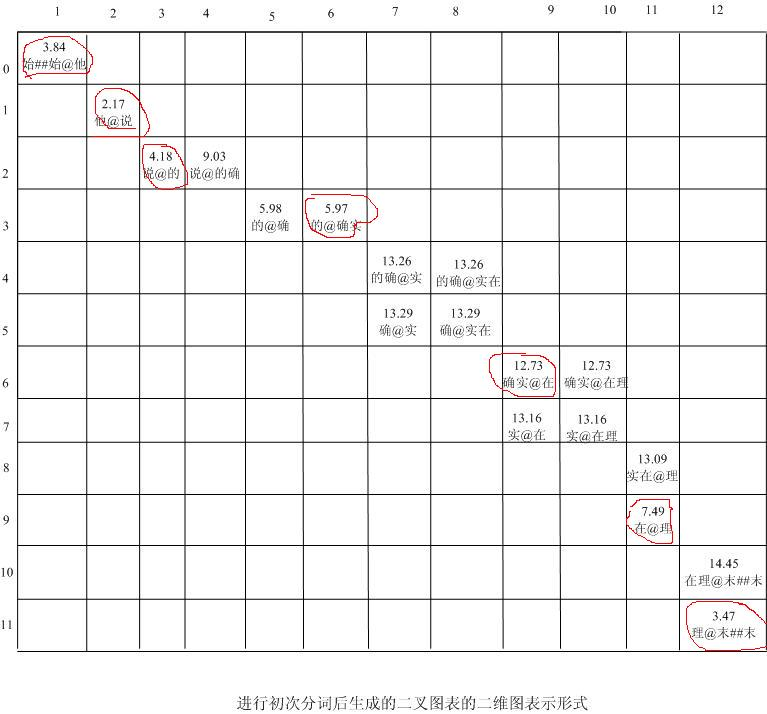 1 2 3 4 5 6 7 8 9 10 11 12
0
3.84
始##始@他
1
2.17
他@说
2
4.18 9.03
说@的 说@的确
3
5.98 5.97
的@确 的@确实
4
13.26 13.26
的确@实 的确@实在
5
13.29 13.29
确@实 确@实在
6
12.73 12.73
确实@在 确实@在理
7
13.16 13.16
实@在 实@在理
8
13.09
实在@理
9
7.49
在@理
10
14.45
在理@末##末
11
3.47
理@末##末
进行初次分词后生成的二叉图表的二维图表示形式